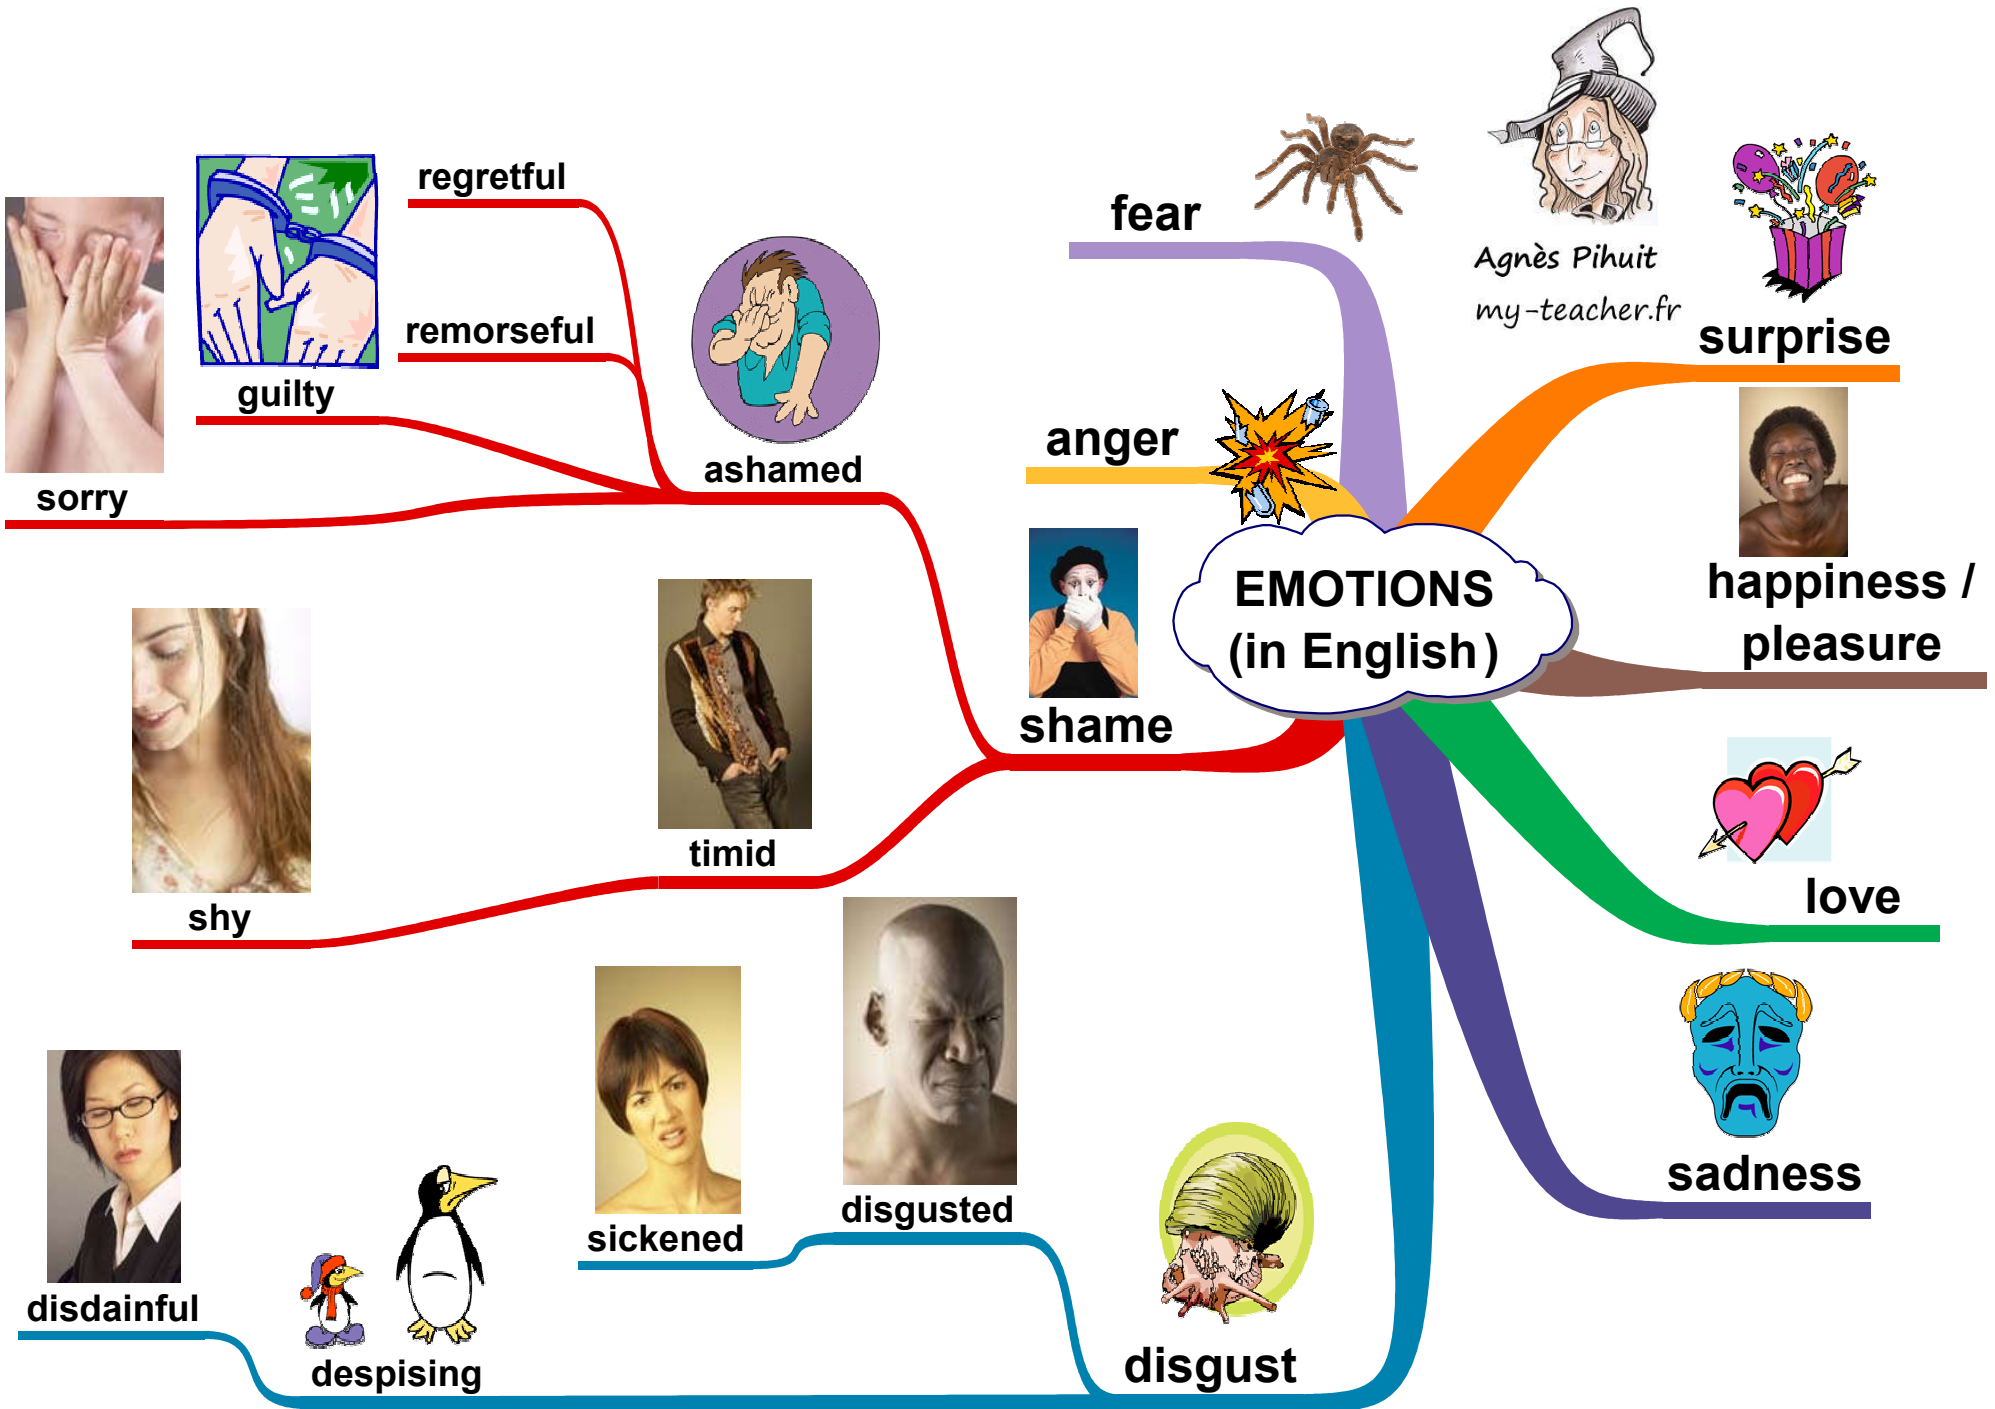 EMOTIONS
(in English)
fear
anger
shame
ashamed
regretful
remorseful
guilty
sorry
timid
shy
disgust
disgusted
sickened
despising
disdainful
Agnès Pihuit
my-teacher.fr
surprise
happiness /
pleasure
love
sadness